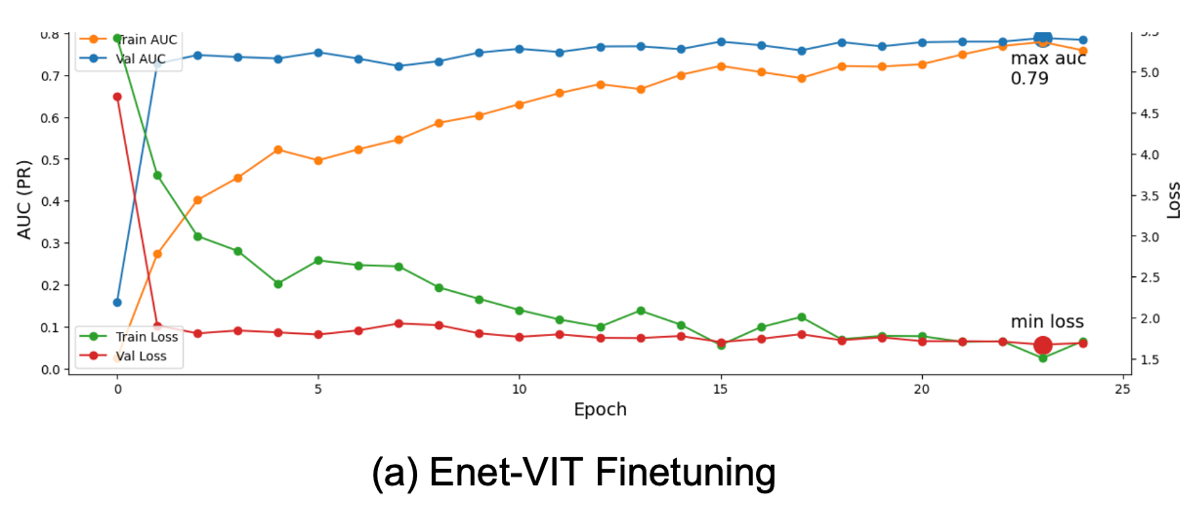 0.8
0.7
0.6
0.5
0.4
0.3
0.2
0.1
0.0
AUC (PR)
Train AUC
Val AUC
Train Loss
Val Loss
max auc
0.79
min loss
5.5
5.0
4.5
4.0
3.5
3.0
2.5
2.0
1.5
Loss
0 5 10 15 20 25
Epoch
(a) Enet-VIT Finetuning